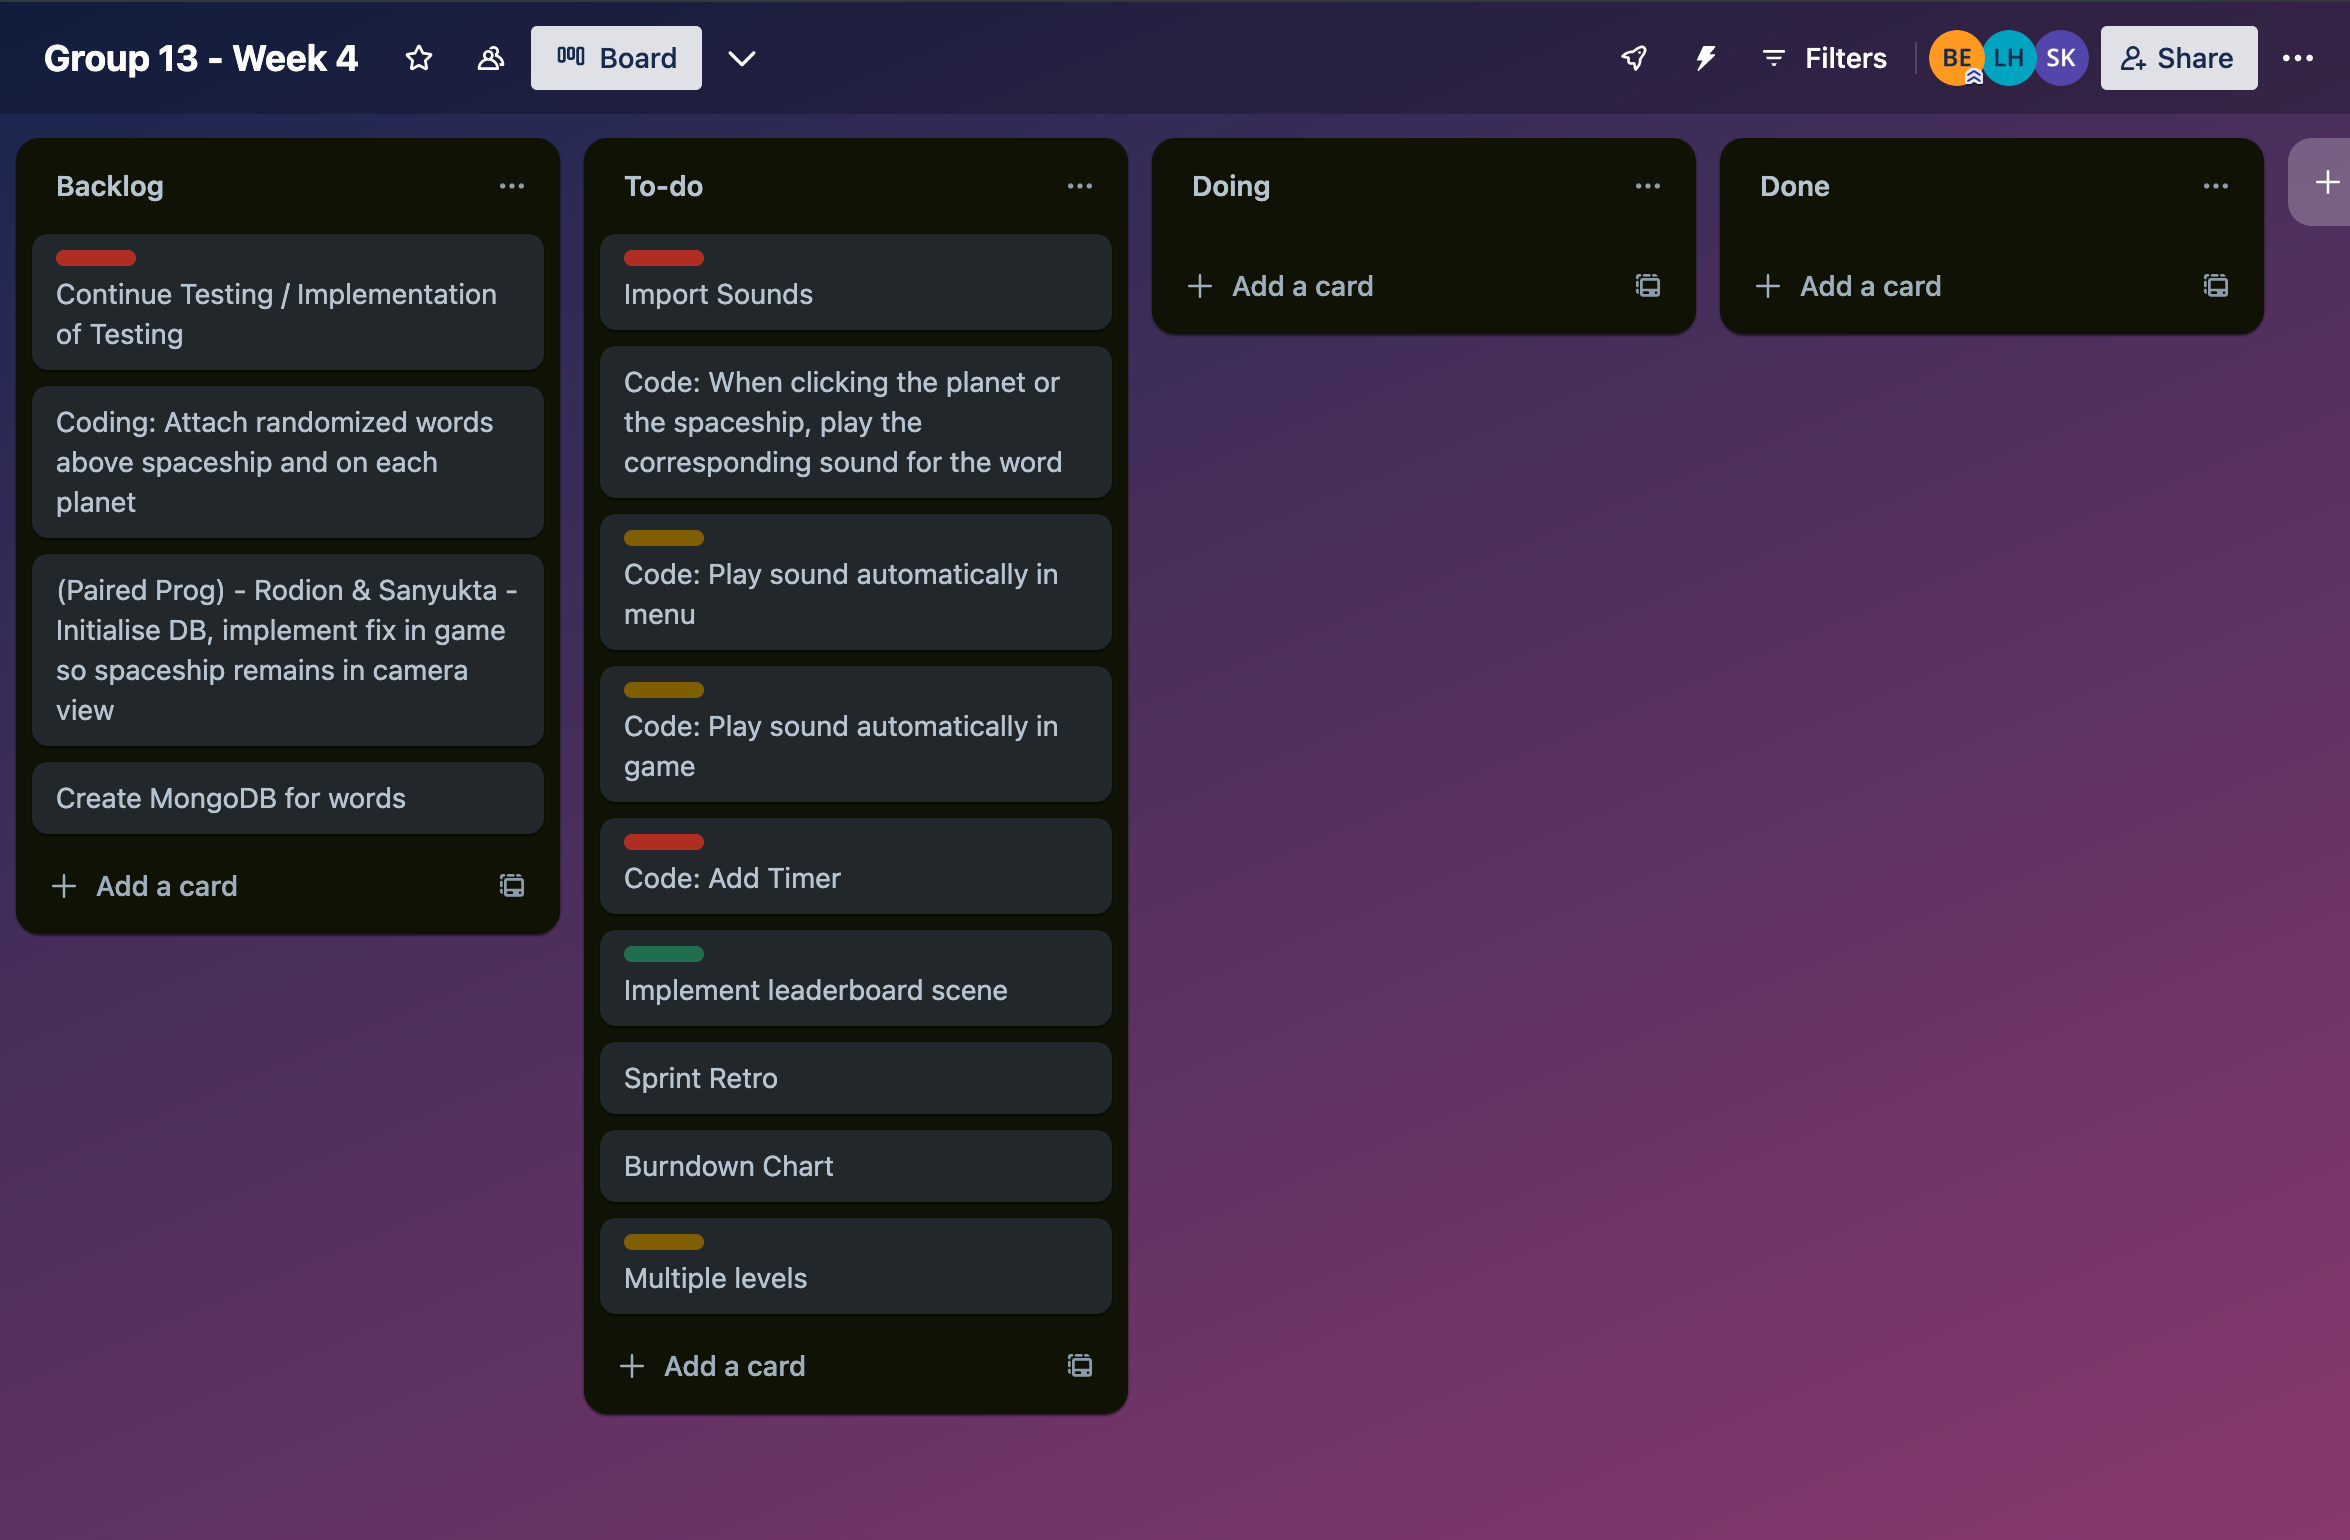 Group 13 - Week 4
Board
Filters
BE
LH
SK
Share
Backlog
Continue Testing / Implementation
of Testing
Coding: Attach randomized words
above spaceship and on each
planet
(Paired Prog) - Rodion & Sanyukta -
Initialise DB, implement fix in game
so spaceship remains in camera
view
Create MongoDB for words
Add a card
To-do
Import Sounds
Code: When clicking the planet or
the spaceship, play the
corresponding sound for the word
Code: Play sound automatically in
menu
Code: Play sound automatically in
game
Code: Add Timer
Implement leaderboard scene
Sprint Retro
Burndown Chart
Multiple levels
Add a card
Doing
Add a card
Done
Add a card